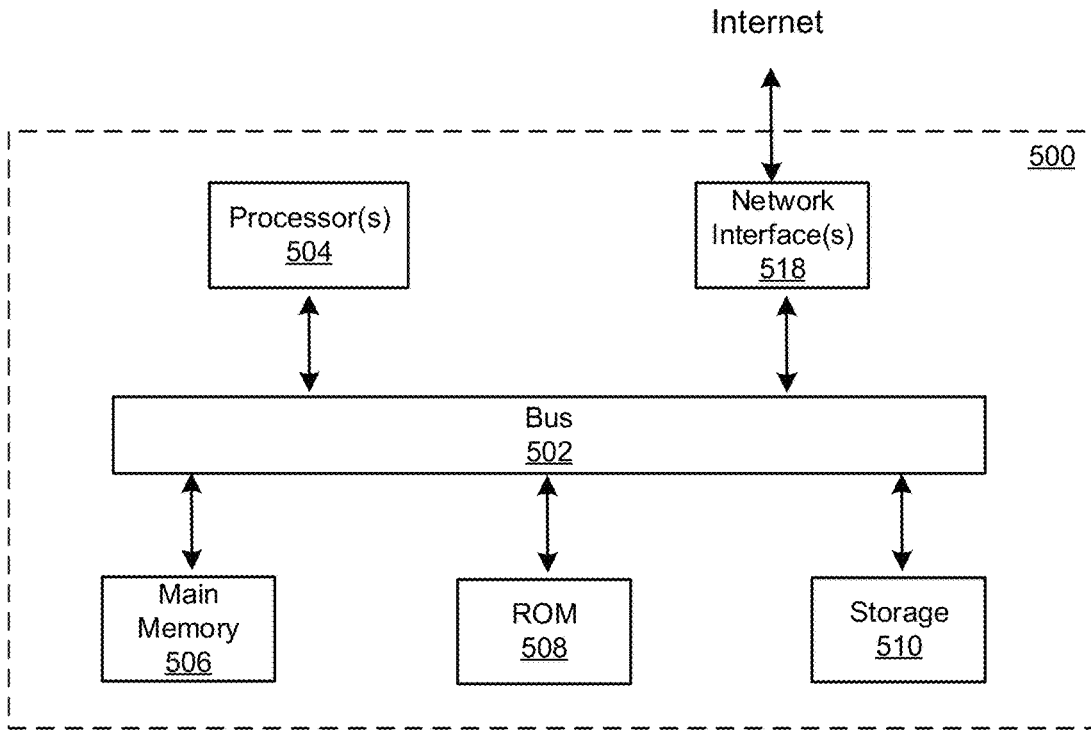 Internet
500
Processor(s)
504
Network
Interface(s)
518
Bus
502
Main
Memory
506
ROM
508
Storage
510